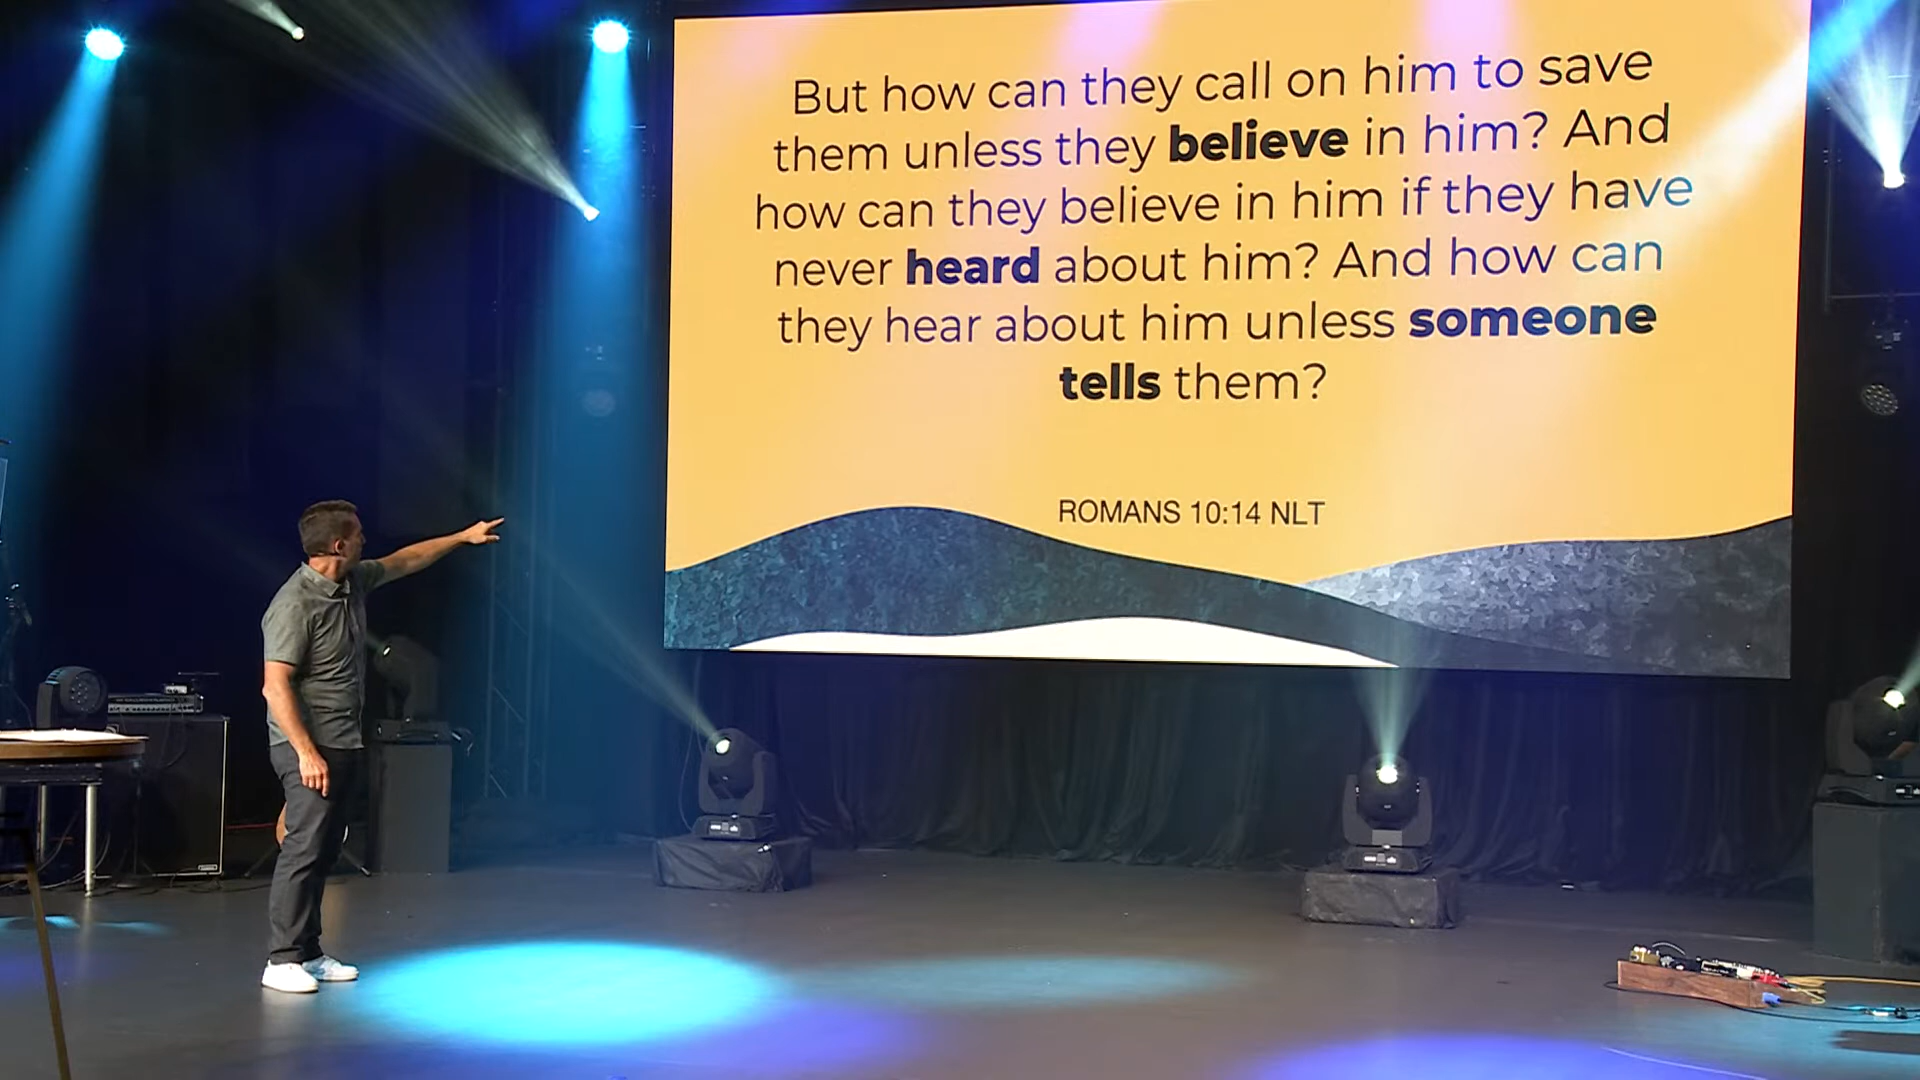 But how can they call on him to save
them unless they believe in him? And
how can they believe in him if they have
never heard about him? And how can
they hear about him unless someone
tells them?
ROMANS 10:14 NLT